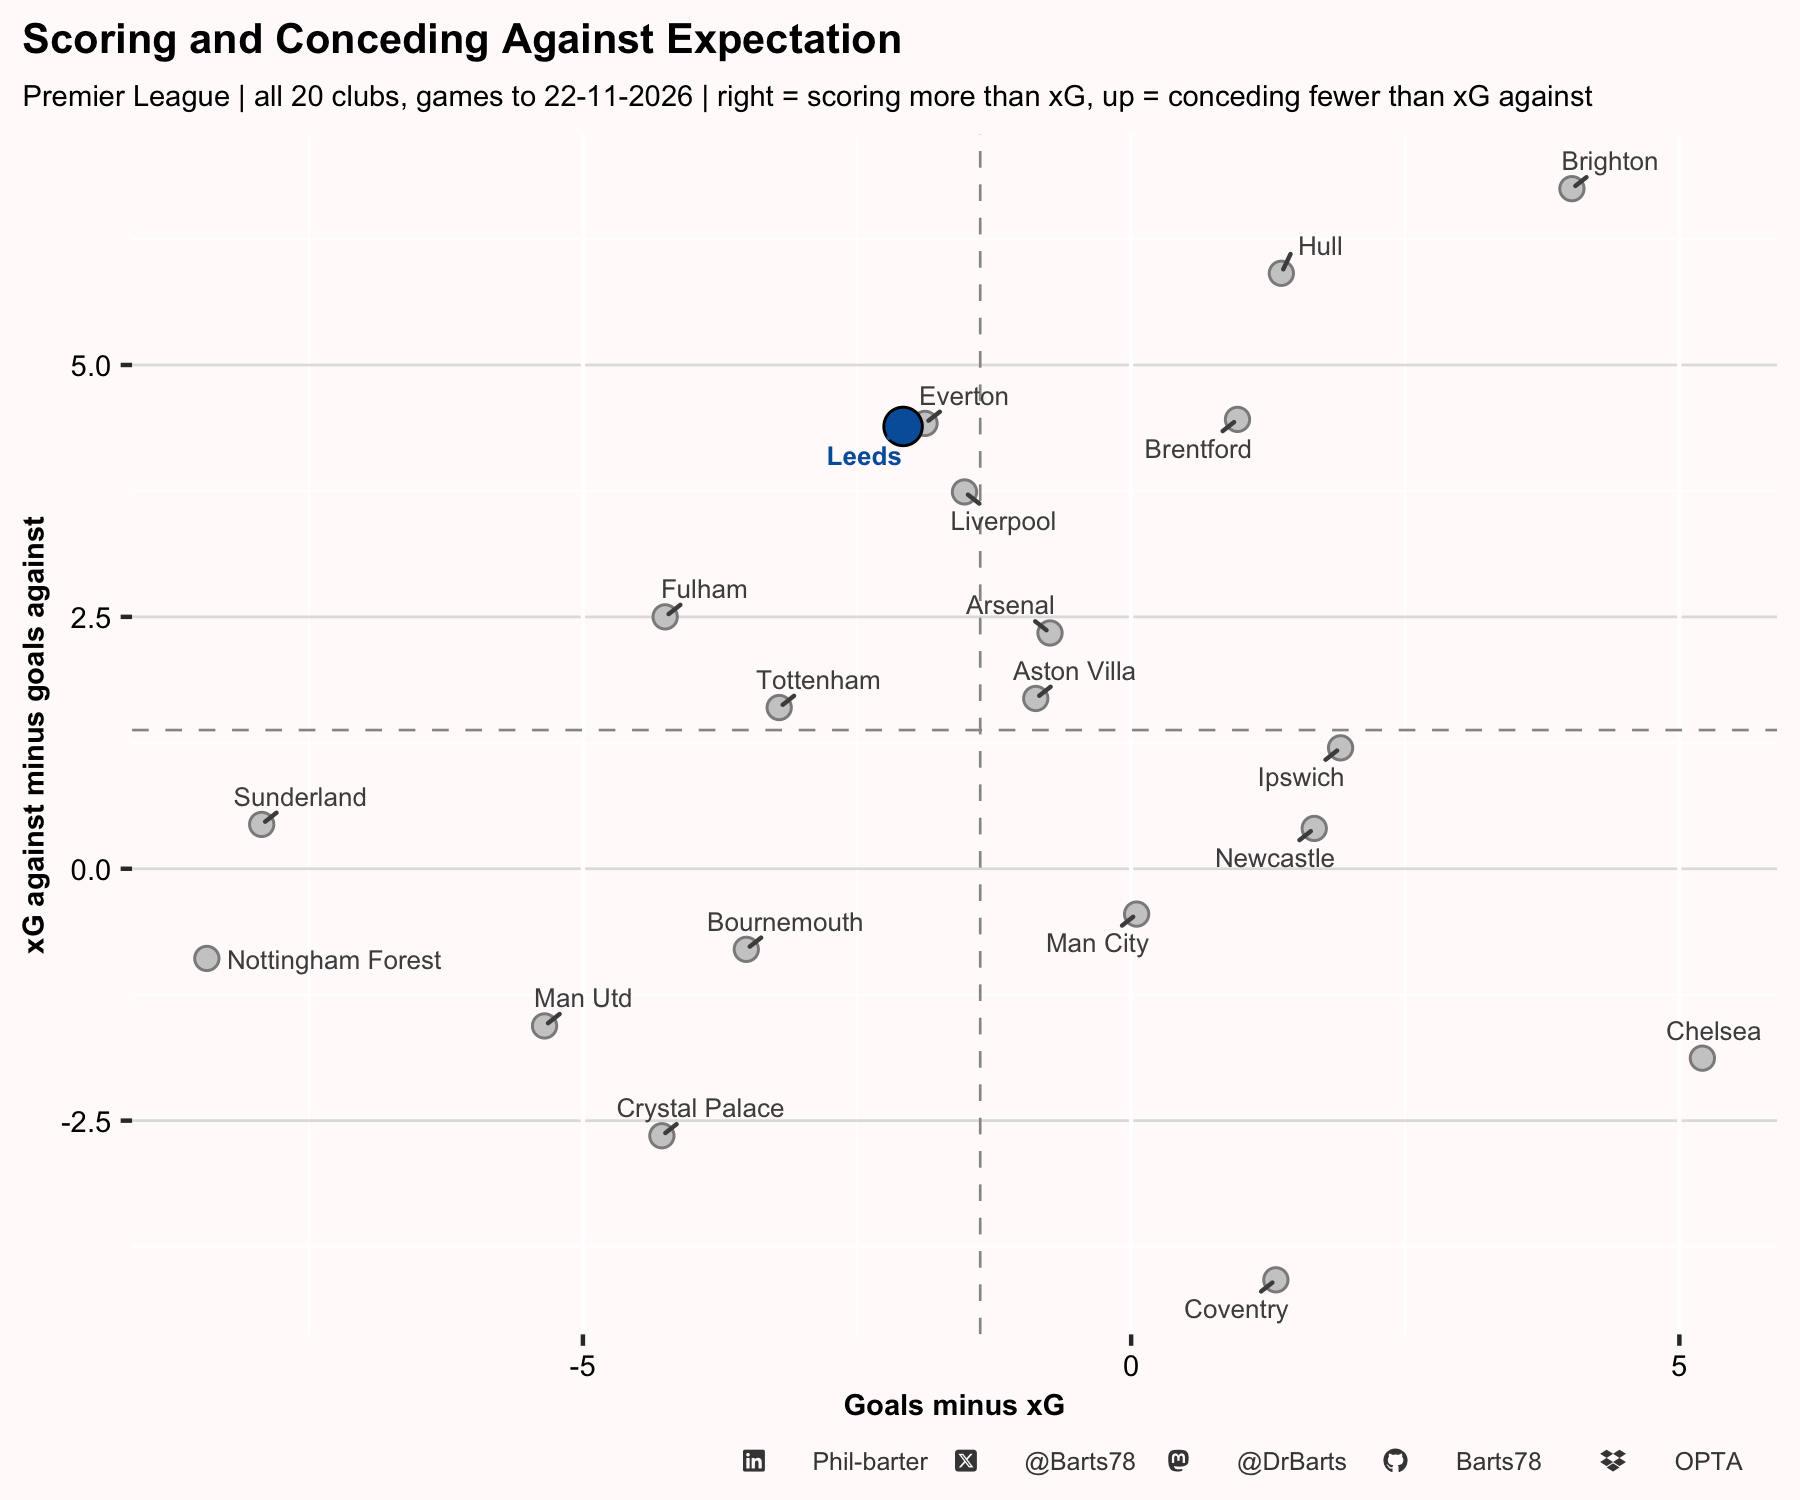 Scoring and Conceding Against Expectation
Premier League | all 20 clubs, games to 22-11-2026 | right = scoring more than xG, up = conceding fewer than xG against
Brighton
Hull
5.0
Everton
Brentford
Leeds
Liverpool
Fulham
Arsenal
2.5
Aston Villa
Tottenham
Ipswich
Sunderland
Newcastle
0.0
Bournemouth
Man City
Nottingham Forest
Man Utd
Chelsea
Crystal Palace
-2.5
Coventry
xG against minus goals against
-5 0 5
Goals minus xG
Phil-barter @Barts78 @DrBarts Barts78 OPTA